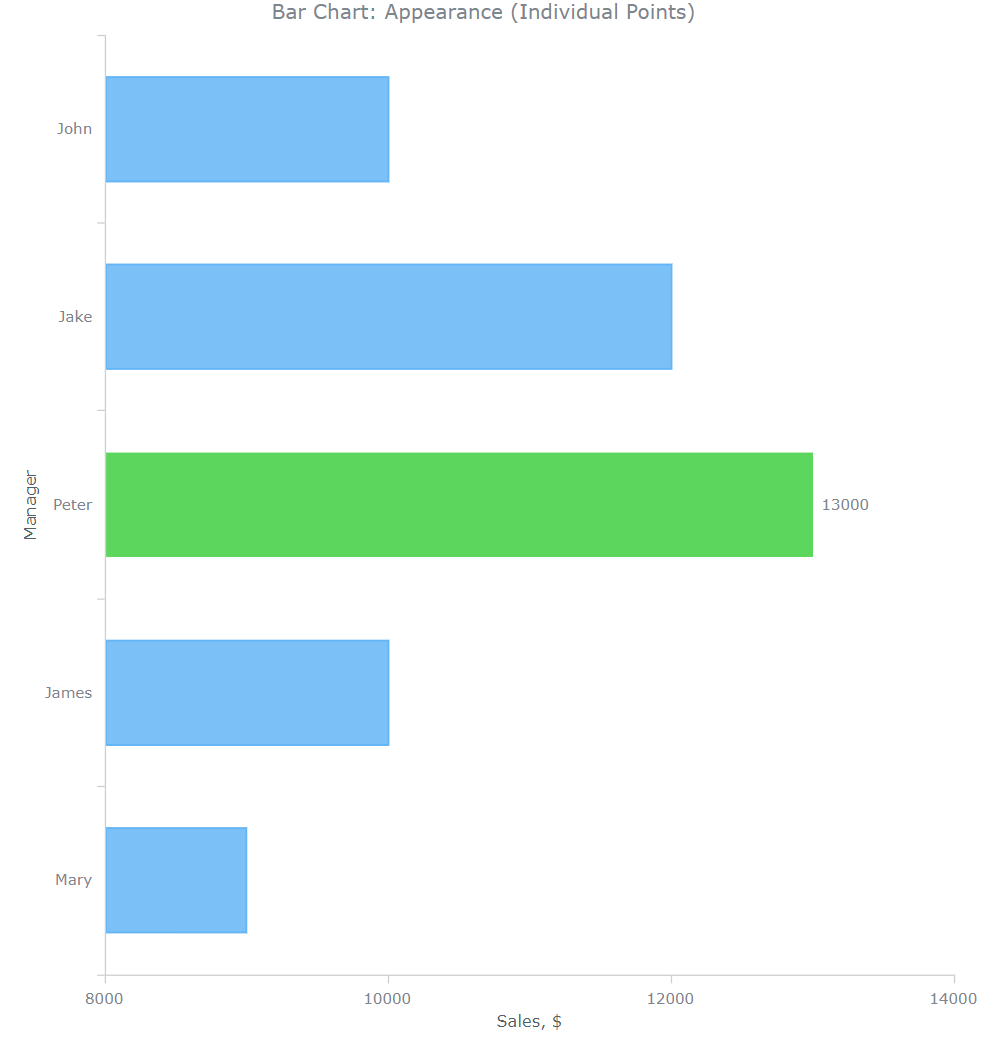 Bar Chart: Appearance (Individual Points)
John
Jake
Manager
Peter
13000
James
Mary
8000
10000
12000
14000
Sales, $